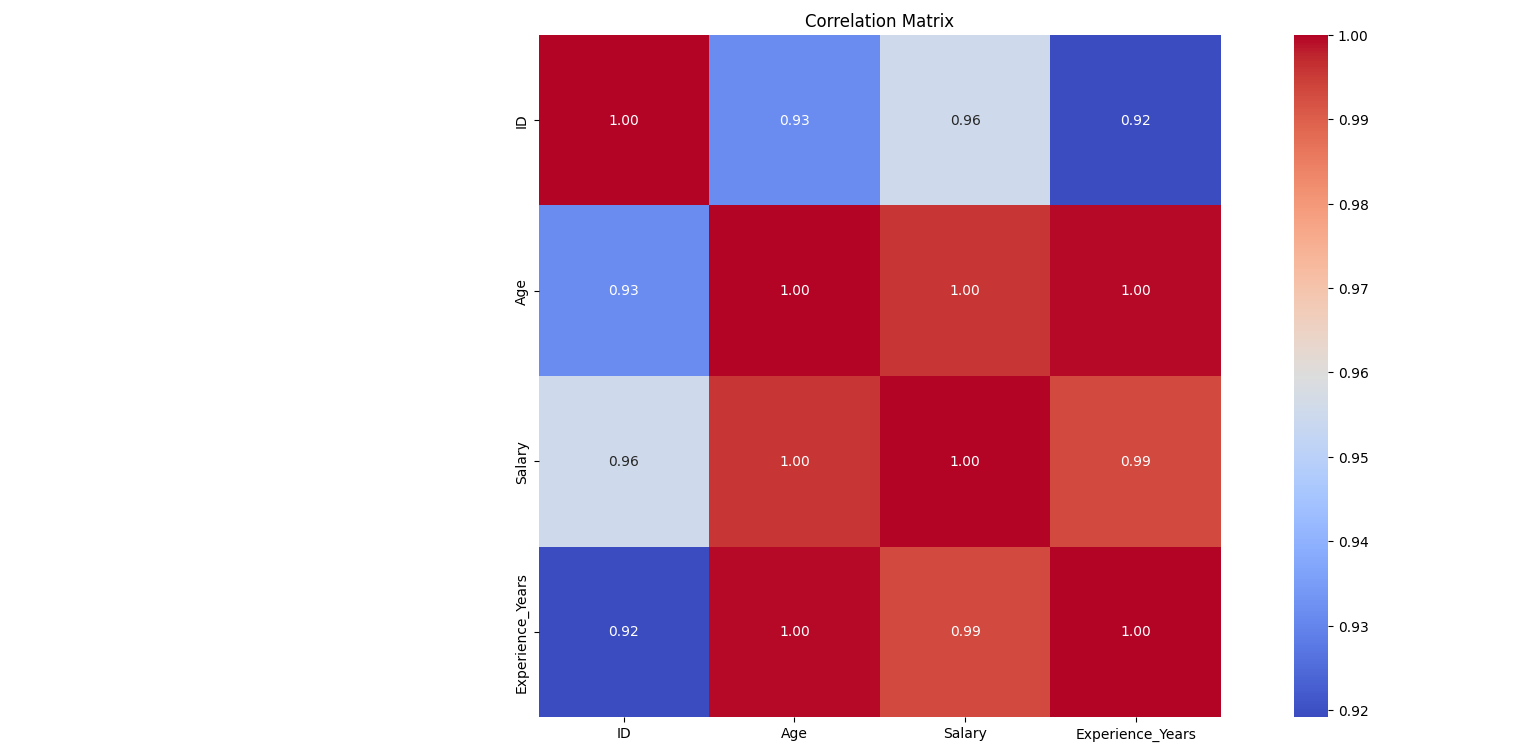 Correlation Matrix
ID
1.00 0.93 0.96 0.92
Age
0.93 1.00 1.00 1.00
Salary
0.96 1.00 1.00 0.99
Experience_Years
0.92 1.00 0.99 1.00
ID Age Salary Experience_Years
1.00
0.99
0.98
0.97
0.96
0.95
0.94
0.93
0.92